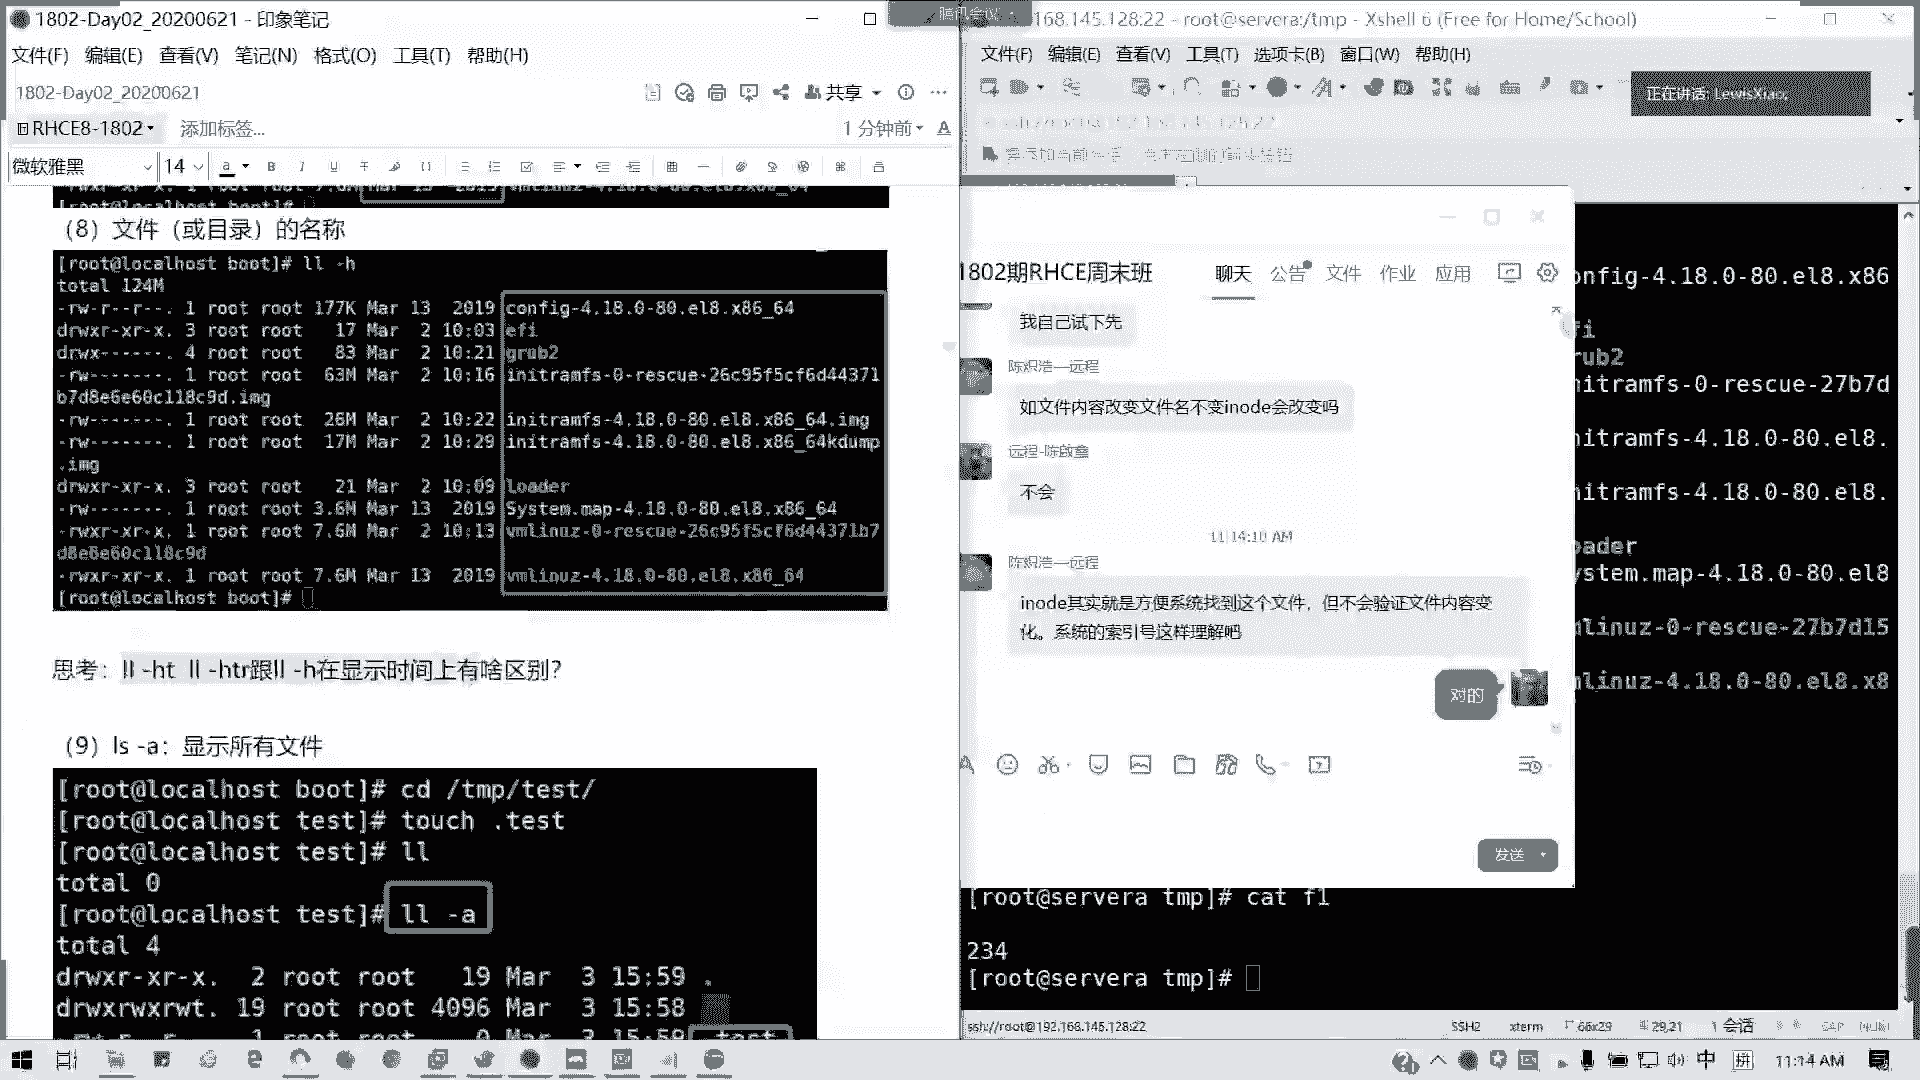 1802-Day02_20200621 - 印象笔记
文件(F) 编辑(E) 查看(V) 笔记(N) 格式(O) 工具(T) 帮助(H)
1802-Day02_20200621
共享
RHCE8-1802
添加标签...
1 分钟前
微软雅黑 14
(8) 文件（或目录）的名称
[root@localhost boot]# ll -h
total 124M
-rw-r--r--. 1 root root 177K Mar 13 2019 config-4.18.0-80.el8.x86_64
drwxr-xr-x. 3 root root 17 Mar 2 10:03 efi
drwx------. 4 root root 83 Mar 2 10:21 grub2
-rw-------. 1 root root 63M Mar 2 10:16 initramfs-0-rescue-26c95f5cf6d44371
b7d8e6e60c118c9d.img
-rw-------. 1 root root 26M Mar 2 10:22 initramfs-4.18.0-80.el8.x86_64.img
-rw-------. 1 root root 17M Mar 2 10:29 initramfs-4.18.0-80.el8.x86_64kdump
.img
drwxr-xr-x. 3 root root 21 Mar 2 10:09 loader
-rw-------. 1 root root 3.6M Mar 13 2019 System.map-4.18.0-80.el8.x86_64
-rwxr-xr-x. 1 root root 7.6M Mar 2 10:13 vmlinuz-0-rescue-26c95f5cf6d44371b7
d8e6e60c118c9d
-rwxr-xr-x. 1 root root 7.6M Mar 13 2019 vmlinuz-4.18.0-80.el8.x86_64
[root@localhost boot]#
思考：ll -ht ll -htr跟ll -h在显示时间上有啥区别?
(9) ls -a：显示所有文件
[root@localhost boot]# cd /tmp/test/
[root@localhost test]# touch .test
[root@localhost test]# ll
total 0
[root@localhost test]# ll -a
total 4
drwxr-xr-x. 2 root root 19 Mar 3 15:59 .
drwxrwxrwt. 19 root root 4096 Mar 3 15:58
腾讯会议
168.145.128:22 - root@servera:/tmp - Xshell 6 (Free for Home/School)
文件(F) 编辑(E) 查看(V) 工具(T) 选项卡(B) 窗口(W) 帮助(H)
正在讲话: LewisXiao;
1802期RHCE周末班
聊天 公告 文件 作业 应用
我自己试下先
陈炽浩—远程
如文件内容改变文件名不变inode会改变吗
不会
11:14:10 AM
陈炽浩—远程
inode其实就是方便系统找到这个文件，但不会验证文件内容变
化。系统的索引号这样理解吧
对的
发送
onfig-4.18.0-80.el8.x86
fi
rub2
nitramfs-0-rescue-27b7d
nitramfs-4.18.0-80.el8.
nitramfs-4.18.0-80.el8.
oader
ystem.map-4.18.0-80.el8
mlinuz-0-rescue-27b7d15
mlinuz-4.18.0-80.el8.x8
[root@servera tmp]# cat f1
234
[root@servera tmp]#
ssh://root@192.168.145.128:22 SSH2 xterm 66x29 29,21 1 会话 CAP NUM
中 拼 11:14 AM